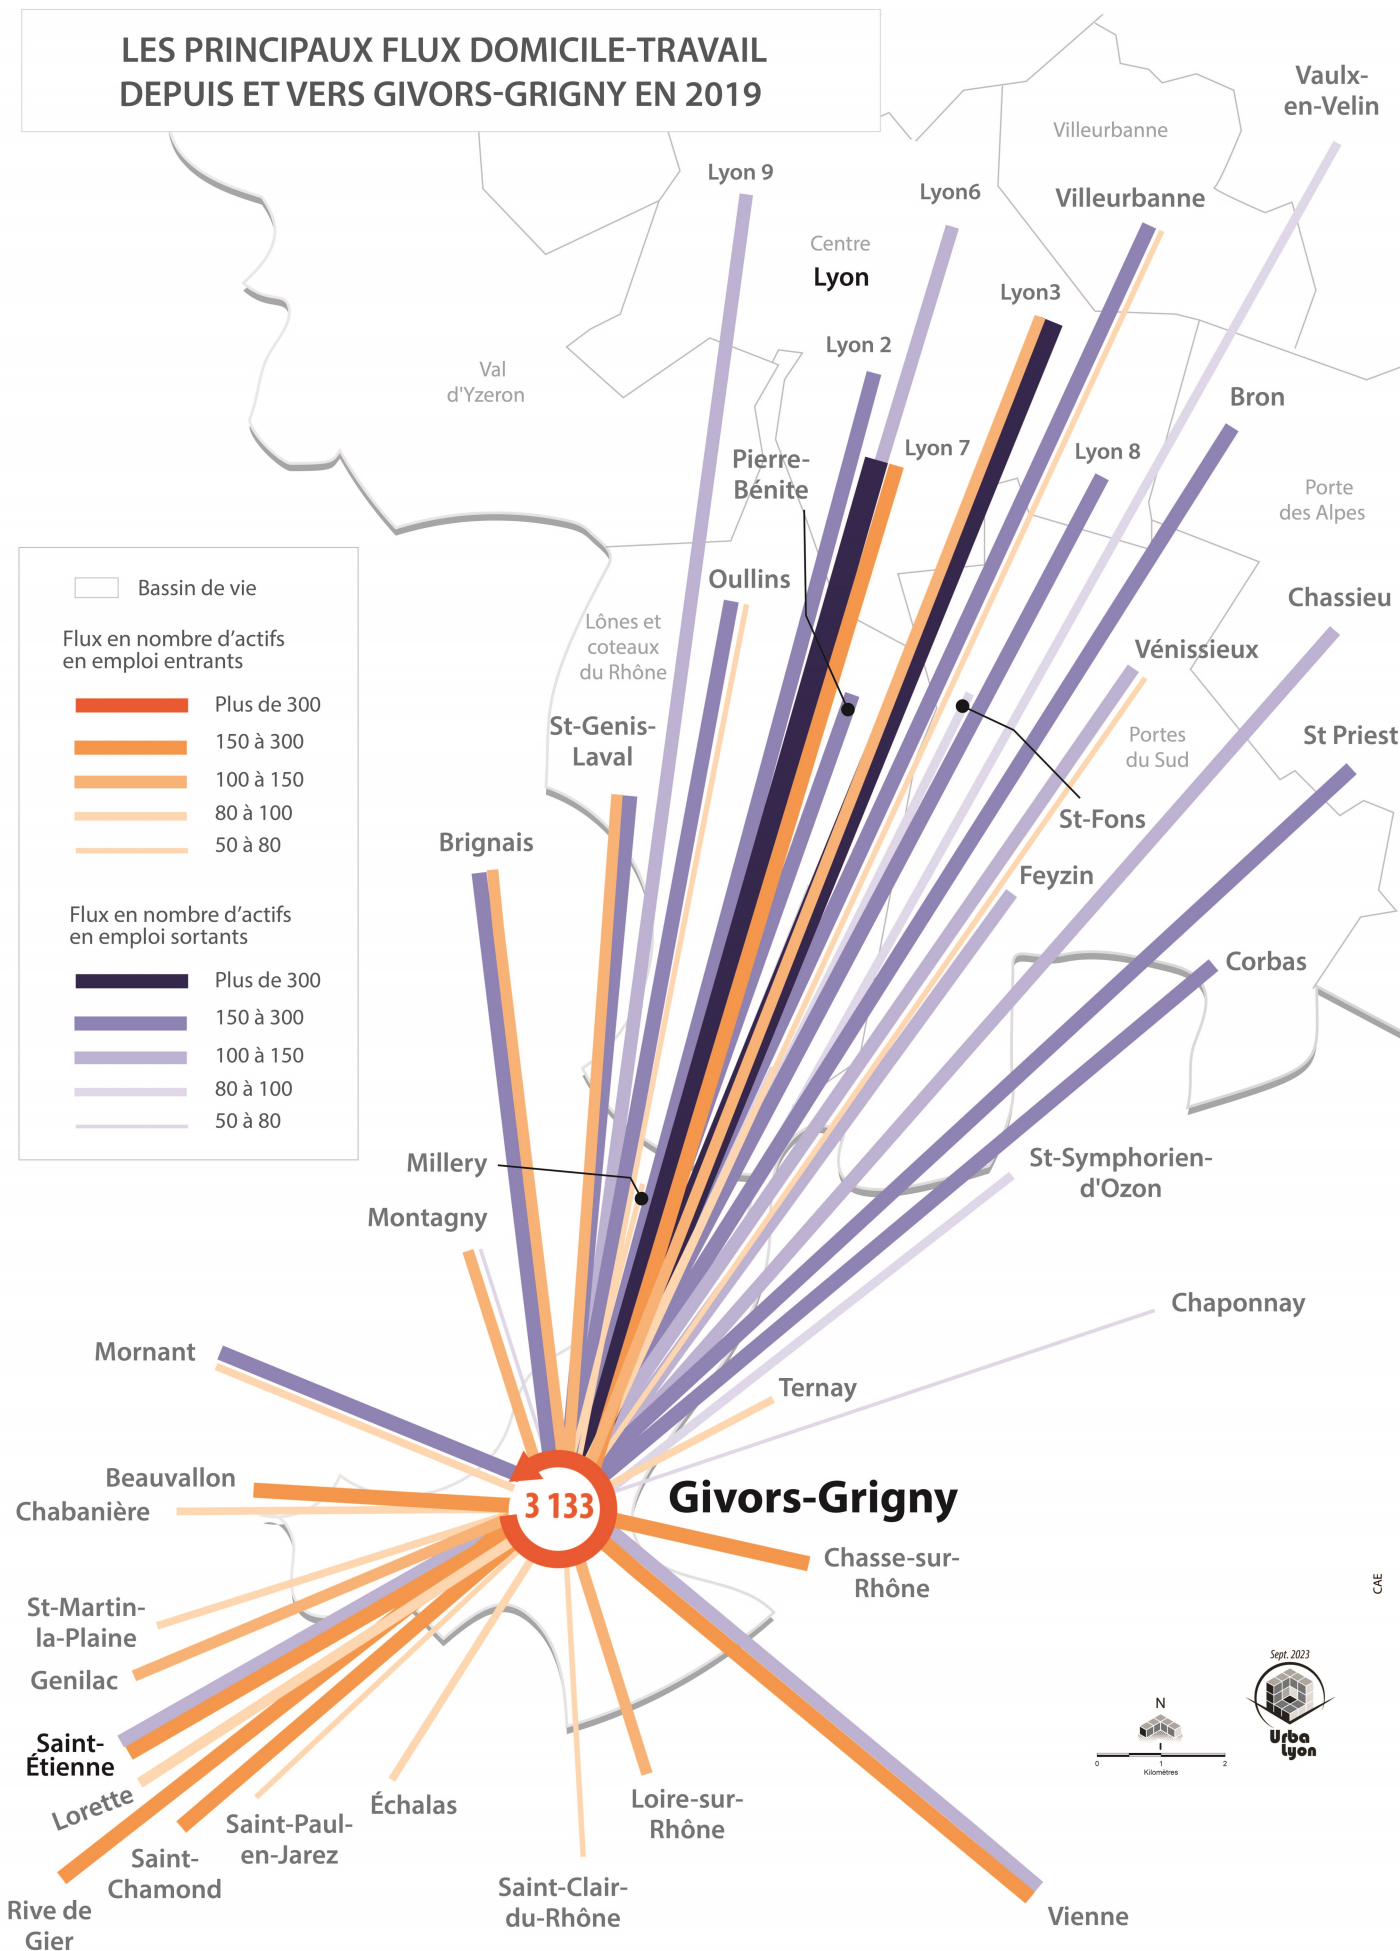 LES PRINCIPAUX FLUX DOMICILE-TRAVAIL
DEPUIS ET VERS GIVORS-GRIGNY EN 2019
Vaulx-
en-Velin
Villeurbanne
Lyon 9
Lyon6
Villeurbanne
Centre
Lyon
Lyon3
Lyon 2
Val
d'Yzeron
Bron
Lyon 7
Lyon 8
Pierre-
Bénite
Porte
des Alpes
Oullins
Chassieu
Lônes et
coteaux
du Rhône
Vénissieux
St-Genis-
Laval
Portes
du Sud
St Priest
St-Fons
Brignais
Feyzin
Corbas
Bassin de vie
Flux en nombre d'actifs
en emploi entrants
Plus de 300
150 à 300
100 à 150
80 à 100
50 à 80
Flux en nombre d'actifs
en emploi sortants
Plus de 300
150 à 300
100 à 150
80 à 100
50 à 80
Millery
St-Symphorien-
d'Ozon
Montagny
Chaponnay
Mornant
Ternay
Beauvallon
Chabanière
3 133
Givors-Grigny
Chasse-sur-
Rhône
CAE
St-Martin-
la-Plaine
Genilac
Saint-
Étienne
Lorette
Rive de
Gier
Saint-
Chamond
Saint-Paul-
en-Jarez
Échalas
Saint-Clair-
du-Rhône
Loire-sur-
Rhône
Vienne
N
0 1 2
Kilomètres
Sept. 2023
Urba
Lyon